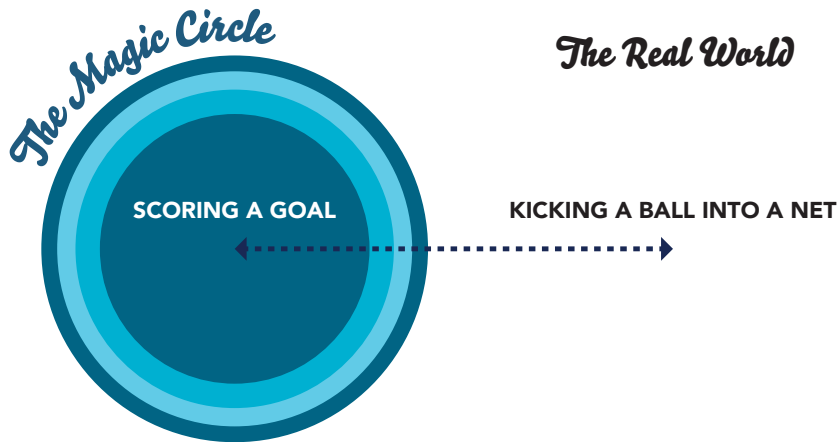 The Magic Circle
The Real World
SCORING A GOAL
KICKING A BALL INTO A NET